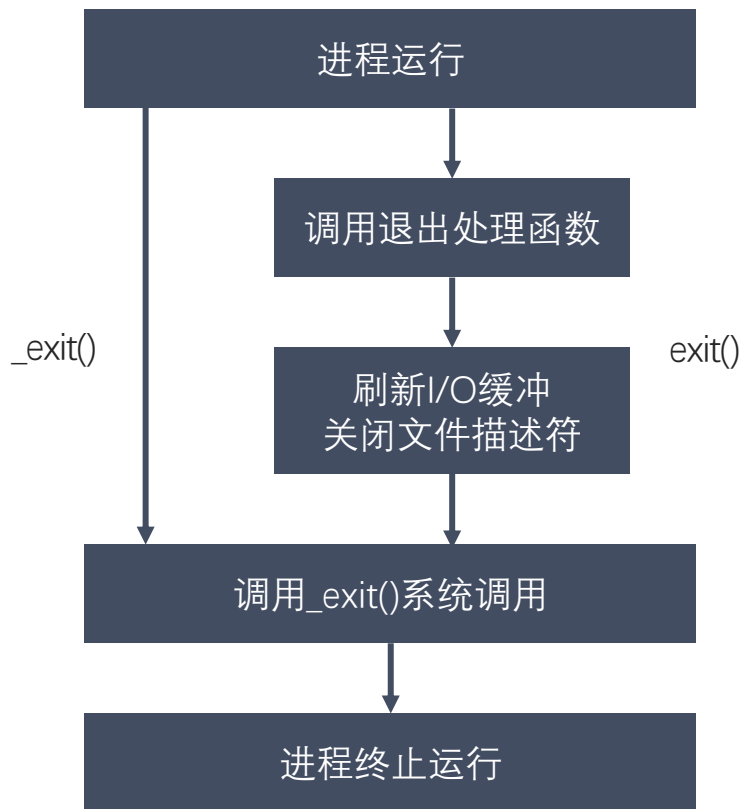 进程运行
调用退出处理函数
_exit()
exit()
刷新I/O缓冲
关闭文件描述符
调用_exit()系统调用
进程终止运行